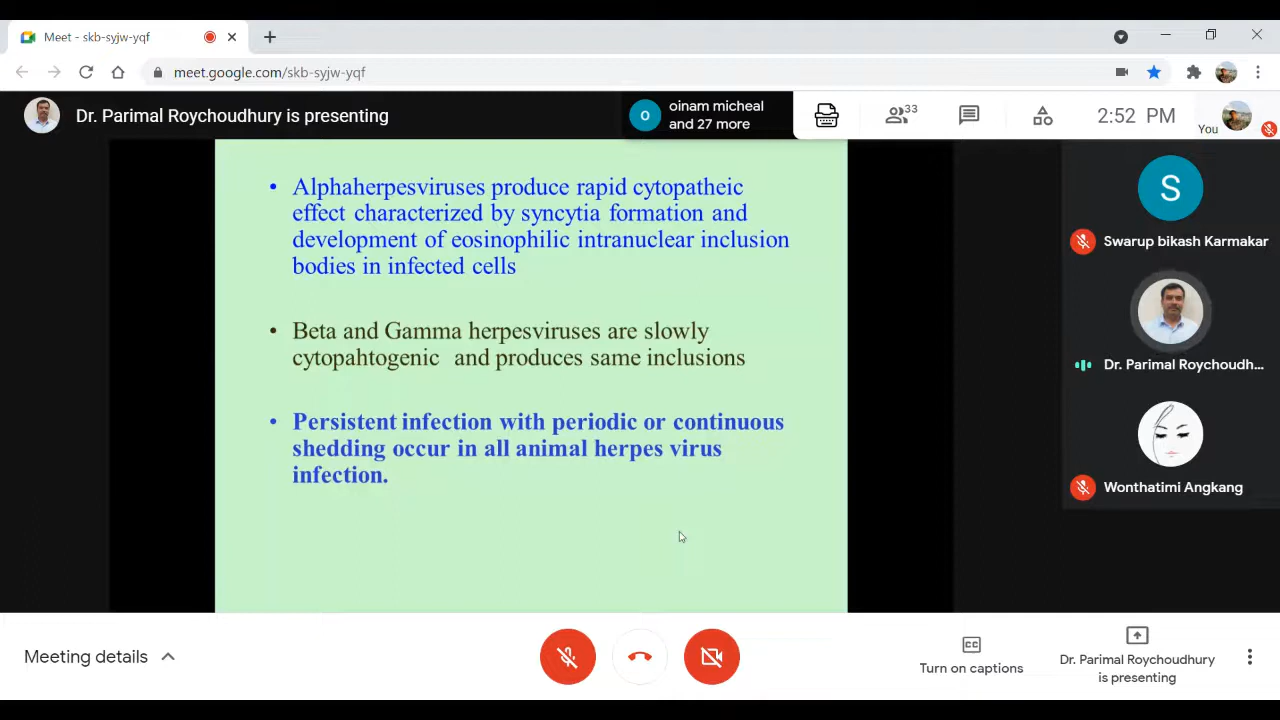 Meet - skb-syjw-yqf
meet.google.com/skb-syjw-yqf
Dr. Parimal Roychoudhury is presenting
O
oinam micheal
and 27 more
33
2:52 PM
You
• Alphaherpesviruses produce rapid cytopatheic
effect characterized by syncytia formation and
development of eosinophilic intranuclear inclusion
bodies in infected cells
• Beta and Gamma herpesviruses are slowly
cytopahtogenic and produces same inclusions
• Persistent infection with periodic or continuous
shedding occur in all animal herpes virus
infection.
S
Swarup bikash Karmakar
Dr. Parimal Roychoudh...
Wonthatimi Angkang
Meeting details
CC
Turn on captions
Dr. Parimal Roychoudhury
is presenting